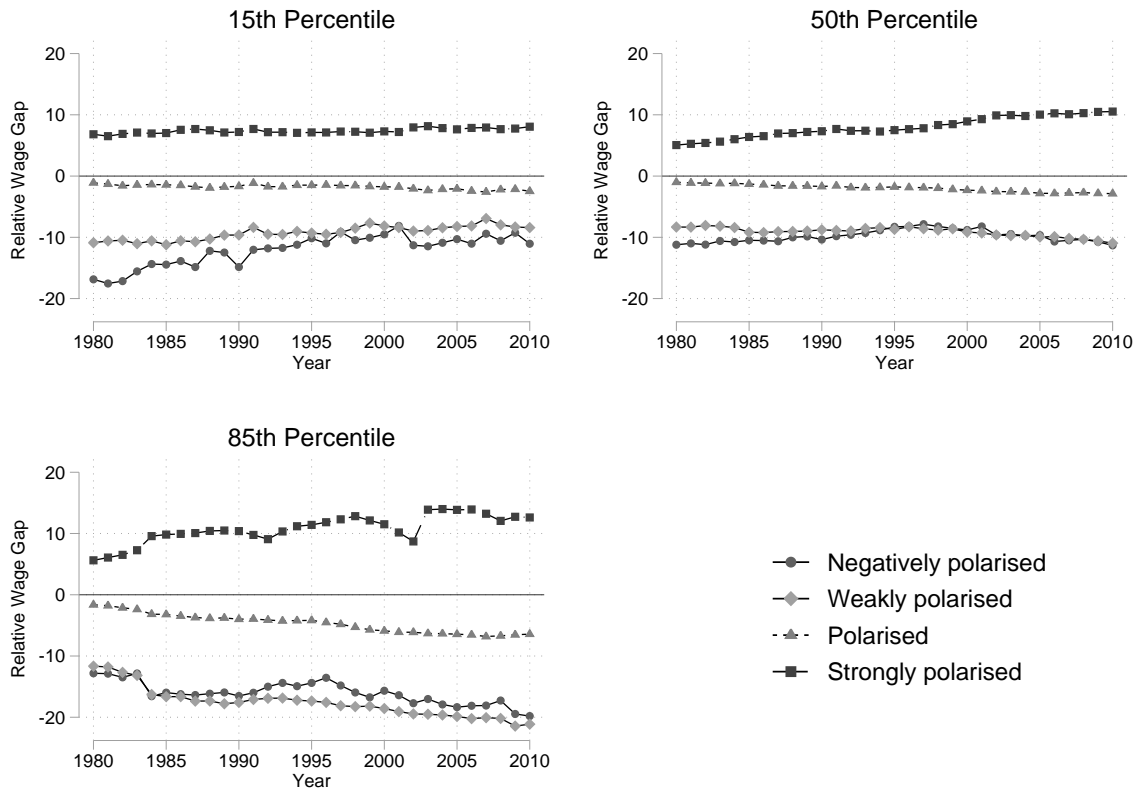 15th Percentile
50th Percentile
20
10
0
-10
-20
Relative Wage Gap
1980 1985 1990 1995 2000 2005 2010
Year
20
10
0
-10
-20
Relative Wage Gap
1980 1985 1990 1995 2000 2005 2010
Year
85th Percentile
20
10
0
-10
-20
Relative Wage Gap
1980 1985 1990 1995 2000 2005 2010
Year
Negatively polarised
Weakly polarised
Polarised
Strongly polarised